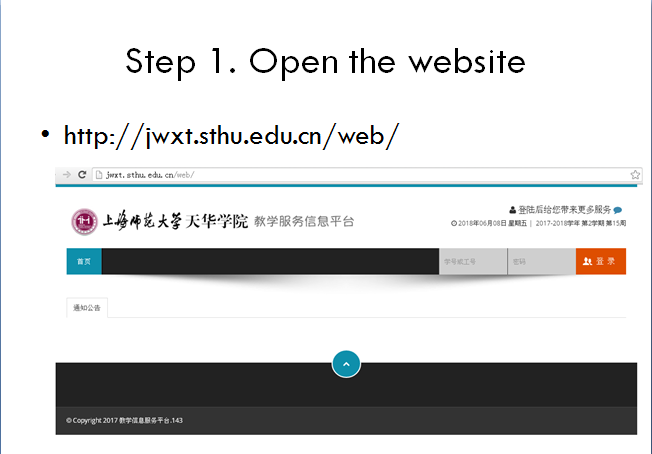 Step 1. Open the website
• http://jwxt.sthu.edu.cn/web/
jwxt.sthu.edu.cn/web/
登陆后给您带来更多服务
上海师范大学天华学院 教学服务信息平台
2018年06月08日 星期五 | 2017-2018学年 第2学期 第15周
首页 学号或工号 密码 登录
通知公告
© Copyright 2017 教学信息服务平台.143